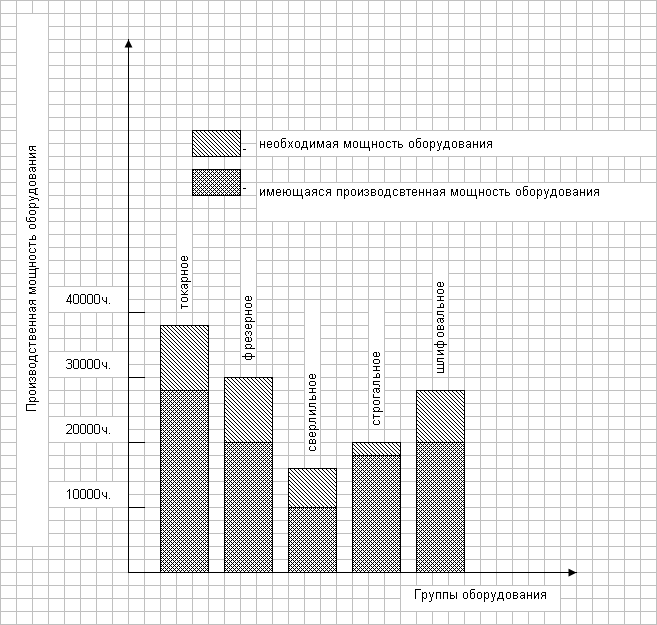 Производственная мощность оборудования
- необходимая мощность оборудования
- имеющаяся производсвтенная мощность оборудования
40000ч.
30000ч.
20000ч.
10000ч.
токарное
фрезерное
сверлильное
строгальное
шлифовальное
Группы оборудования